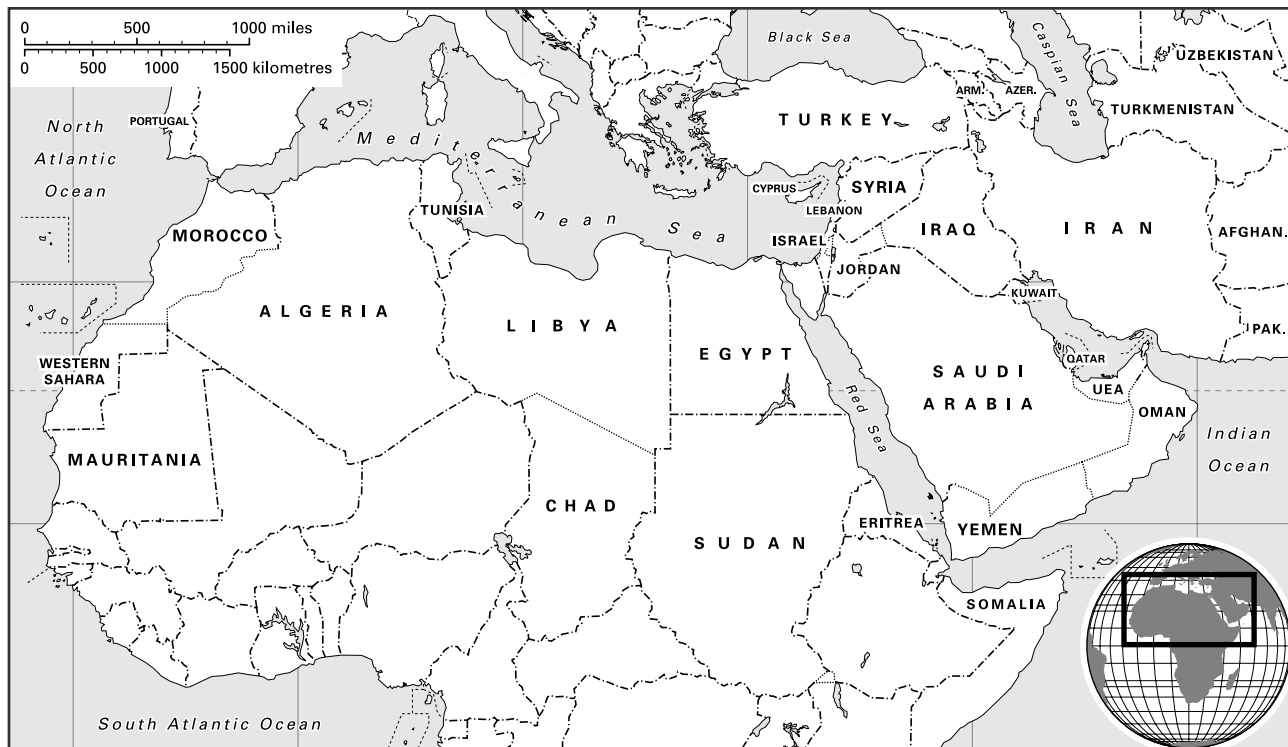 0 500 1000 miles
0 500 1000 1500 kilometres
Black Sea
Caspian Sea
UZBEKISTAN
ARM.
AZER.
TURKMENISTAN
PORTUGAL
TURKEY
North
Atlantic
Ocean
Mediterranean Sea
CYPRUS
SYRIA
LEBANON
TUNISIA
MOROCCO
ISRAEL
IRAQ
IRAN
AFGHAN.
JORDAN
KUWAIT
ALGERIA
LIBYA
PAK.
EGYPT
QATAR
WESTERN
SAHARA
SAUDI
ARABIA
UEA
OMAN
Red Sea
Indian
Ocean
MAURITANIA
CHAD
ERITREA
YEMEN
SUDAN
SOMALIA
South Atlantic Ocean